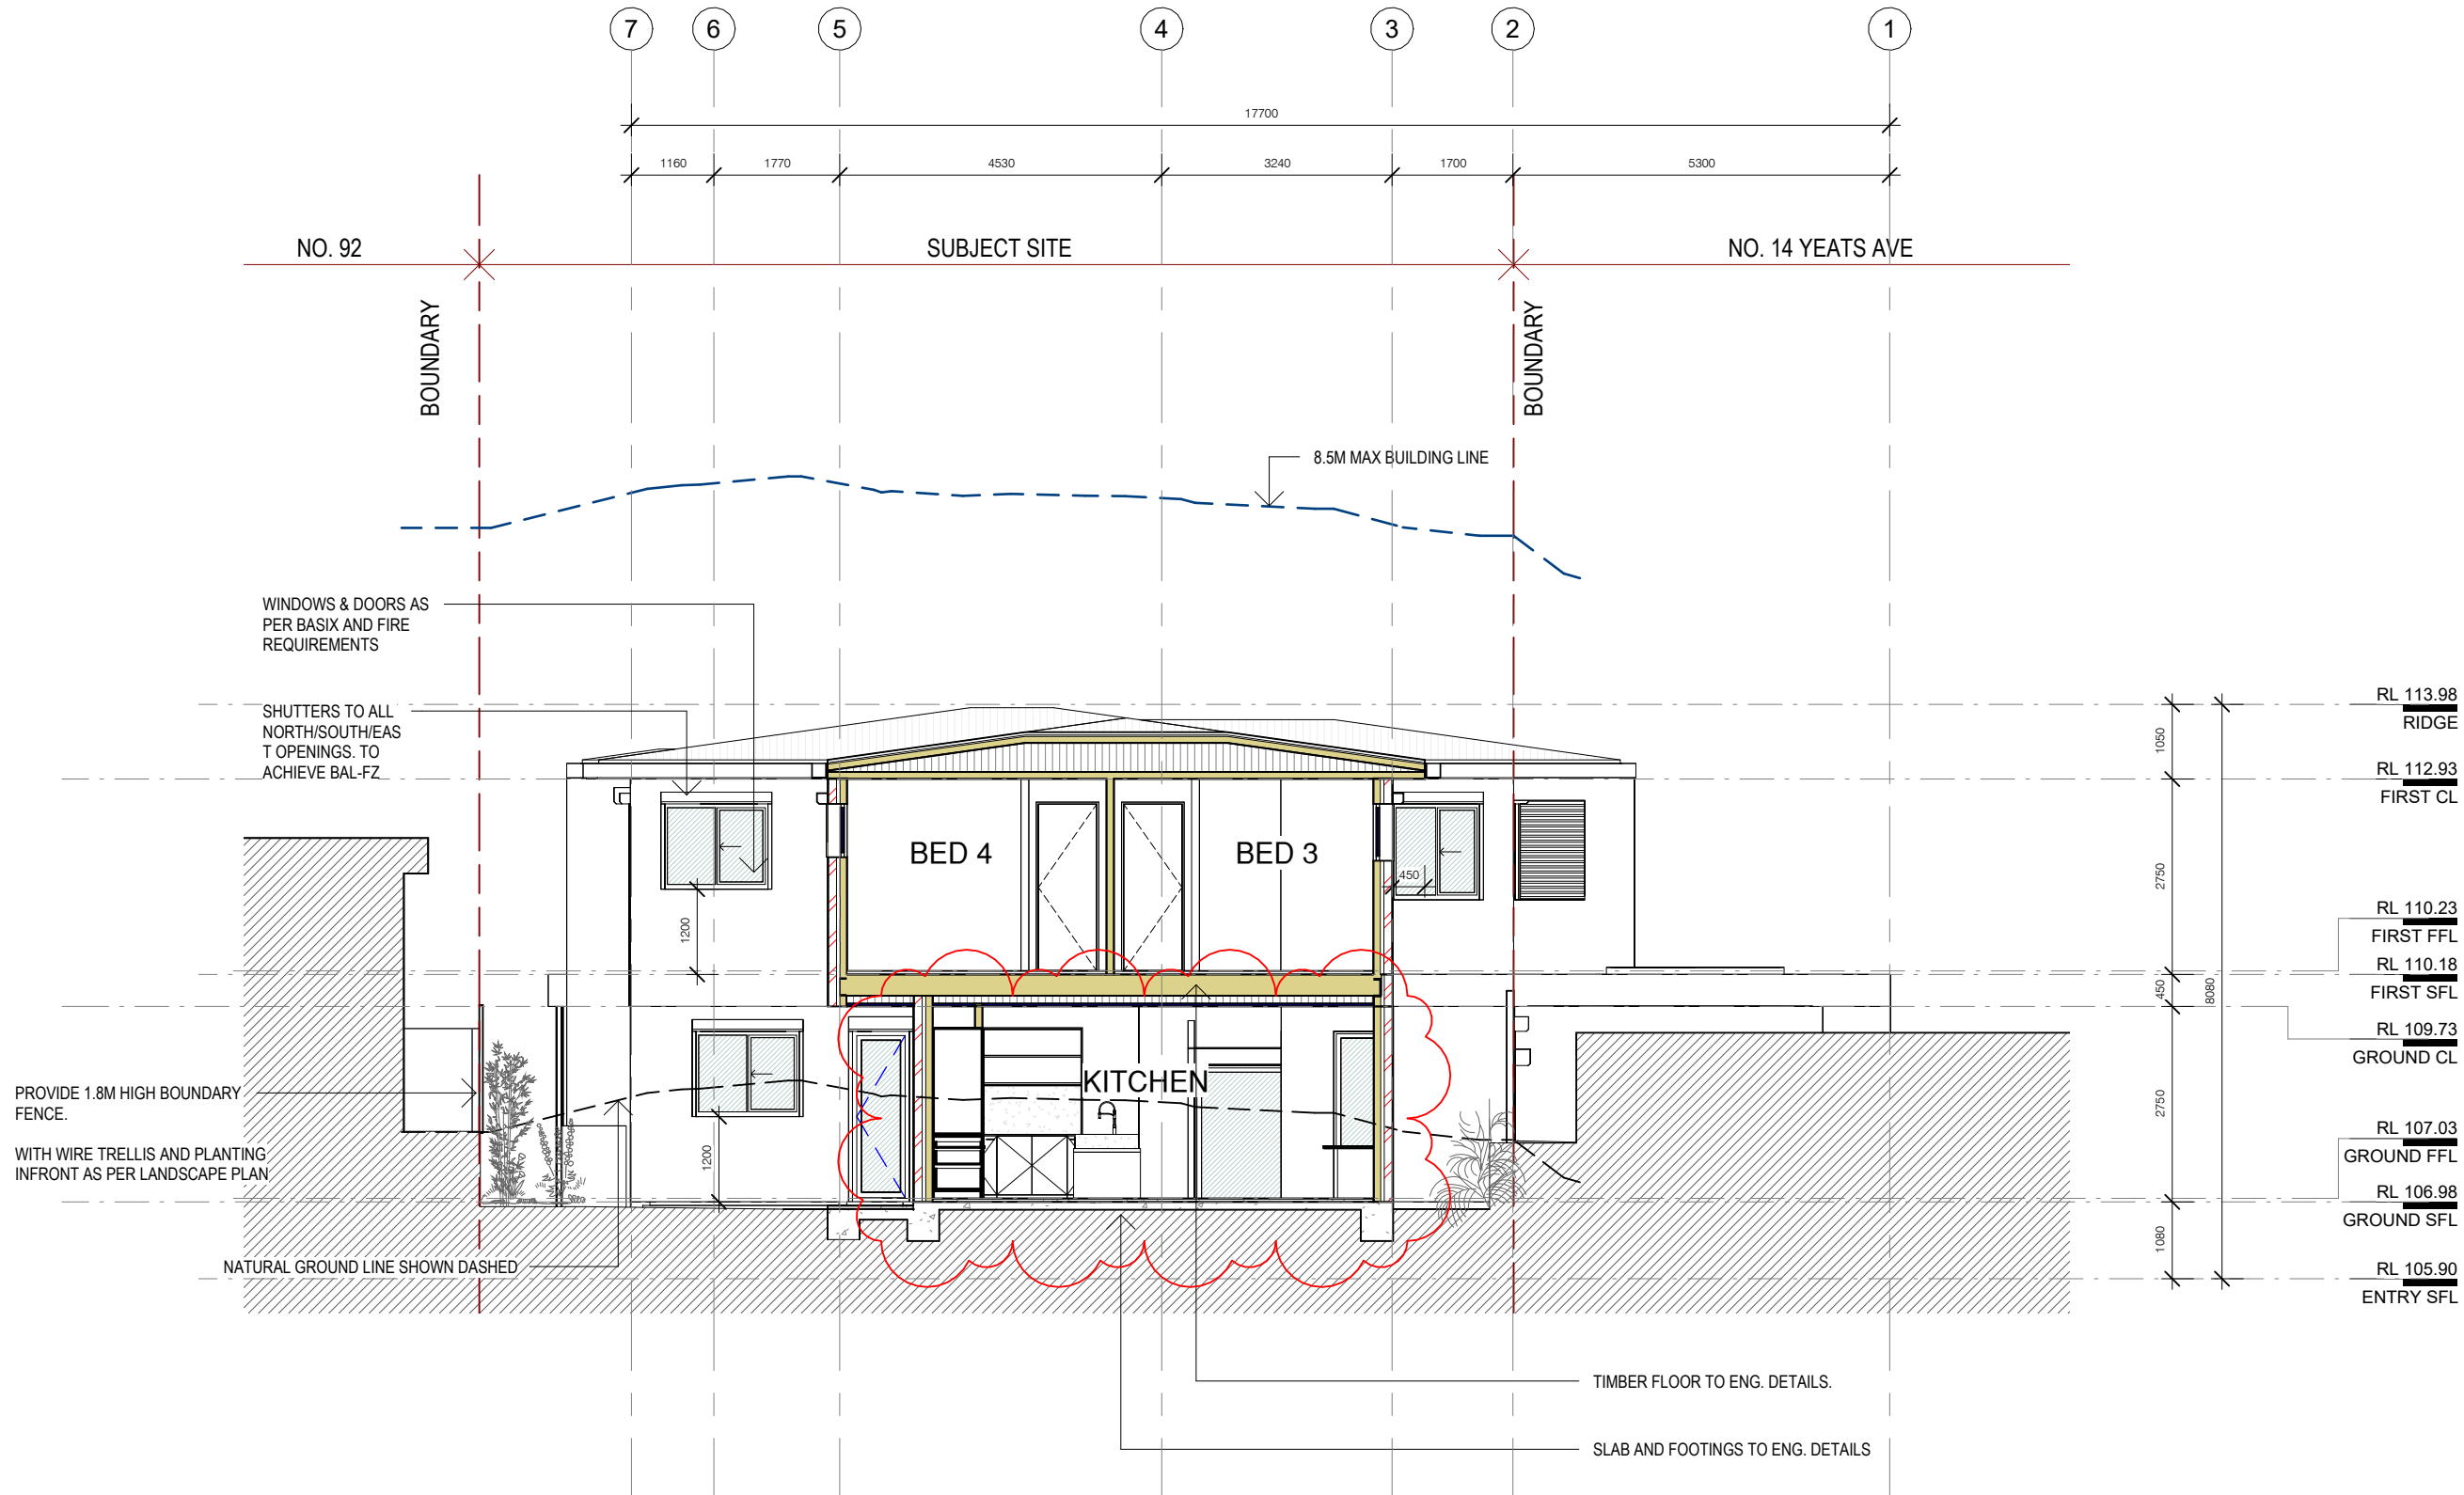 7 6 5 4 3 2 1
17700
1160 1770 4530 3240 1700 5300
NO. 92 SUBJECT SITE NO. 14 YEATS AVE
BOUNDARY
BOUNDARY
8.5M MAX BUILDING LINE
WINDOWS & DOORS AS
PER BASIX AND FIRE
REQUIREMENTS
SHUTTERS TO ALL
NORTH/SOUTH/EAS
T OPENINGS. TO
ACHIEVE BAL-FZ
BED 4
BED 3
450
1200
KITCHEN
1200
PROVIDE 1.8M HIGH BOUNDARY
FENCE.
WITH WIRE TRELLIS AND PLANTING
INFRONT AS PER LANDSCAPE PLAN
NATURAL GROUND LINE SHOWN DASHED
TIMBER FLOOR TO ENG. DETAILS.
SLAB AND FOOTINGS TO ENG. DETAILS
1050
2750
450
2750
1080
8080
RL 113.98
RIDGE
RL 112.93
FIRST CL
RL 110.23
FIRST FFL
RL 110.18
FIRST SFL
RL 109.73
GROUND CL
RL 107.03
GROUND FFL
RL 106.98
GROUND SFL
RL 105.90
ENTRY SFL